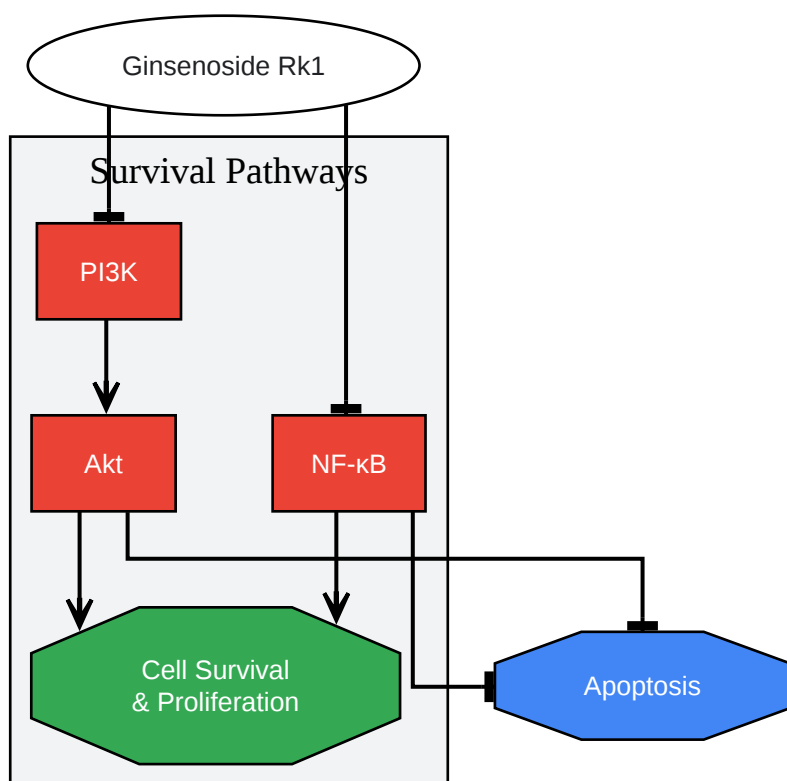 Ginsenoside Rk1
Survival Pathways
PI3K
Akt
NF-κB
Cell Survival
& Proliferation
Apoptosis